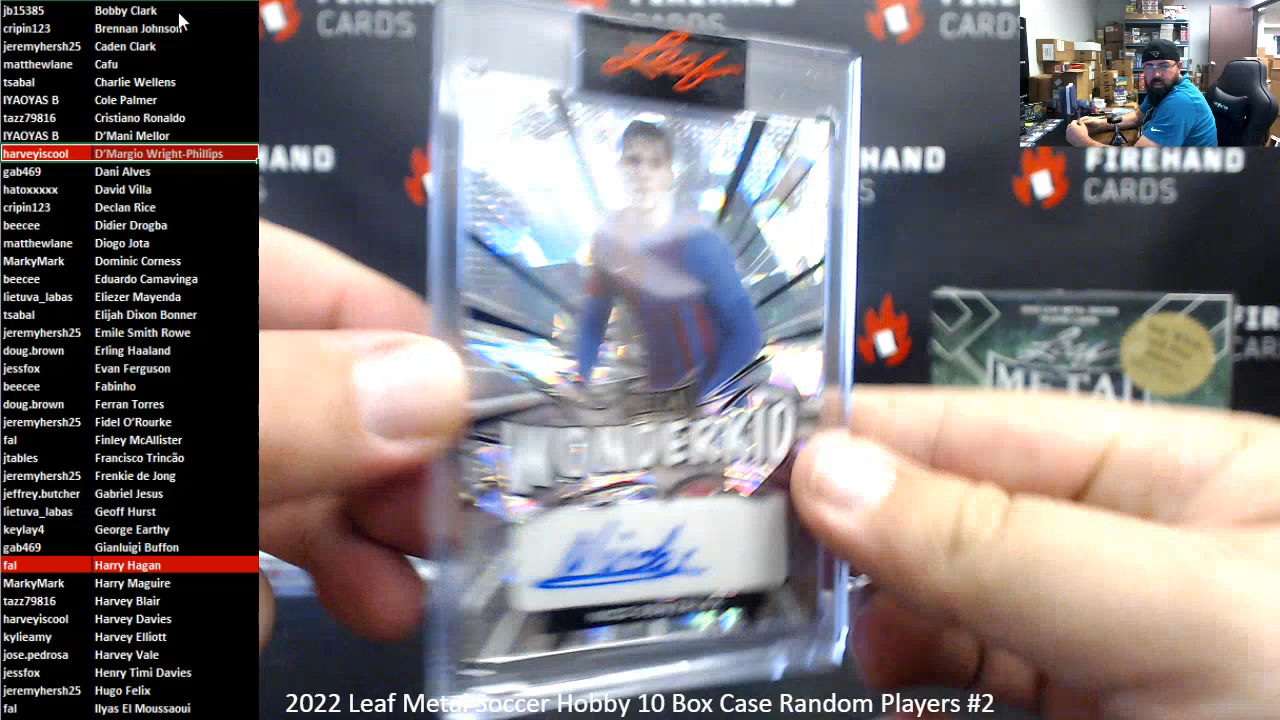 jb15385 Bobby Clark
cripin123 Brennan Johnson
jeremyhersh25 Caden Clark
matthewlane Cafu
tsabal Charlie Wellens
IYAOYAS B Cole Palmer
tazz79816 Cristiano Ronaldo
IYAOYAS B D'Mani Mellor
harveyiscool D'Margio Wright-Phillips
gab469 Dani Alves
hatoxxxxx David Villa
cripin123 Declan Rice
beecee Didier Drogba
matthewlane Diogo Jota
MarkyMark Dominic Corness
beecee Eduardo Camavinga
lietuva_labas Eliezer Mayenda
tsabal Elijah Dixon Bonner
jeremyhersh25 Emile Smith Rowe
doug.brown Erling Haaland
jessfox Evan Ferguson
beecee Fabinho
doug.brown Ferran Torres
jeremyhersh25 Fidel O'Rourke
fal Finley McAllister
jtables Francisco Trincão
jeremyhersh25 Frenkie de Jong
jeffrey.butcher Gabriel Jesus
lietuva_labas Geoff Hurst
keylay4 George Earthy
gab469 Gianluigi Buffon
fal Harry Hagan
MarkyMark Harry Maguire
tazz79816 Harvey Blair
harveyiscool Harvey Davies
kylieamy Harvey Elliott
jose.pedrosa Harvey Vale
jessfox Henry Timi Davies
jeremyhersh25 Hugo Felix
fal Ilyas El Moussaoui
Leaf
WONDERKID
FIREHAND
CARDS
Leaf
METAL
2022 Leaf Metal Soccer Hobby 10 Box Case Random Players #2